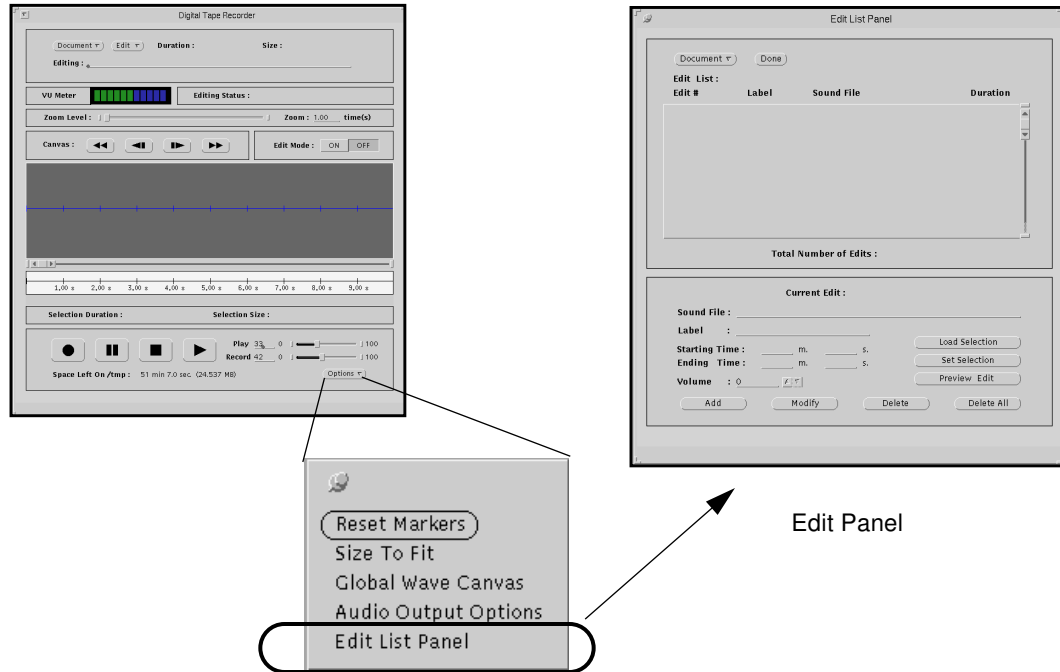 Digital Tape Recorder
Document Edit Duration : Size :
Editing :
VU Meter Editing Status :
Zoom Level : Zoom : 1.00 time(s)
Canvas : Edit Mode : ON OFF
1.00 s 2.00 s 3.00 s 4.00 s 5.00 s 6.00 s 7.00 s 8.00 s 9.00 s
Selection Duration : Selection Size :
Play 33 0 100
Record 42 0 100
Space Left On /tmp : 51 min 7.0 sec. (24.537 MB) Options
Reset Markers
Size To Fit
Global Wave Canvas
Audio Output Options
Edit List Panel
Edit List Panel
Document Done
Edit List :
Edit # Label Sound File Duration
Total Number of Edits :
Current Edit :
Sound File :
Label :
Starting Time : m. s. Load Selection
Ending Time : m. s. Set Selection
Volume : 0 Preview Edit
Add Modify Delete Delete All
Edit Panel